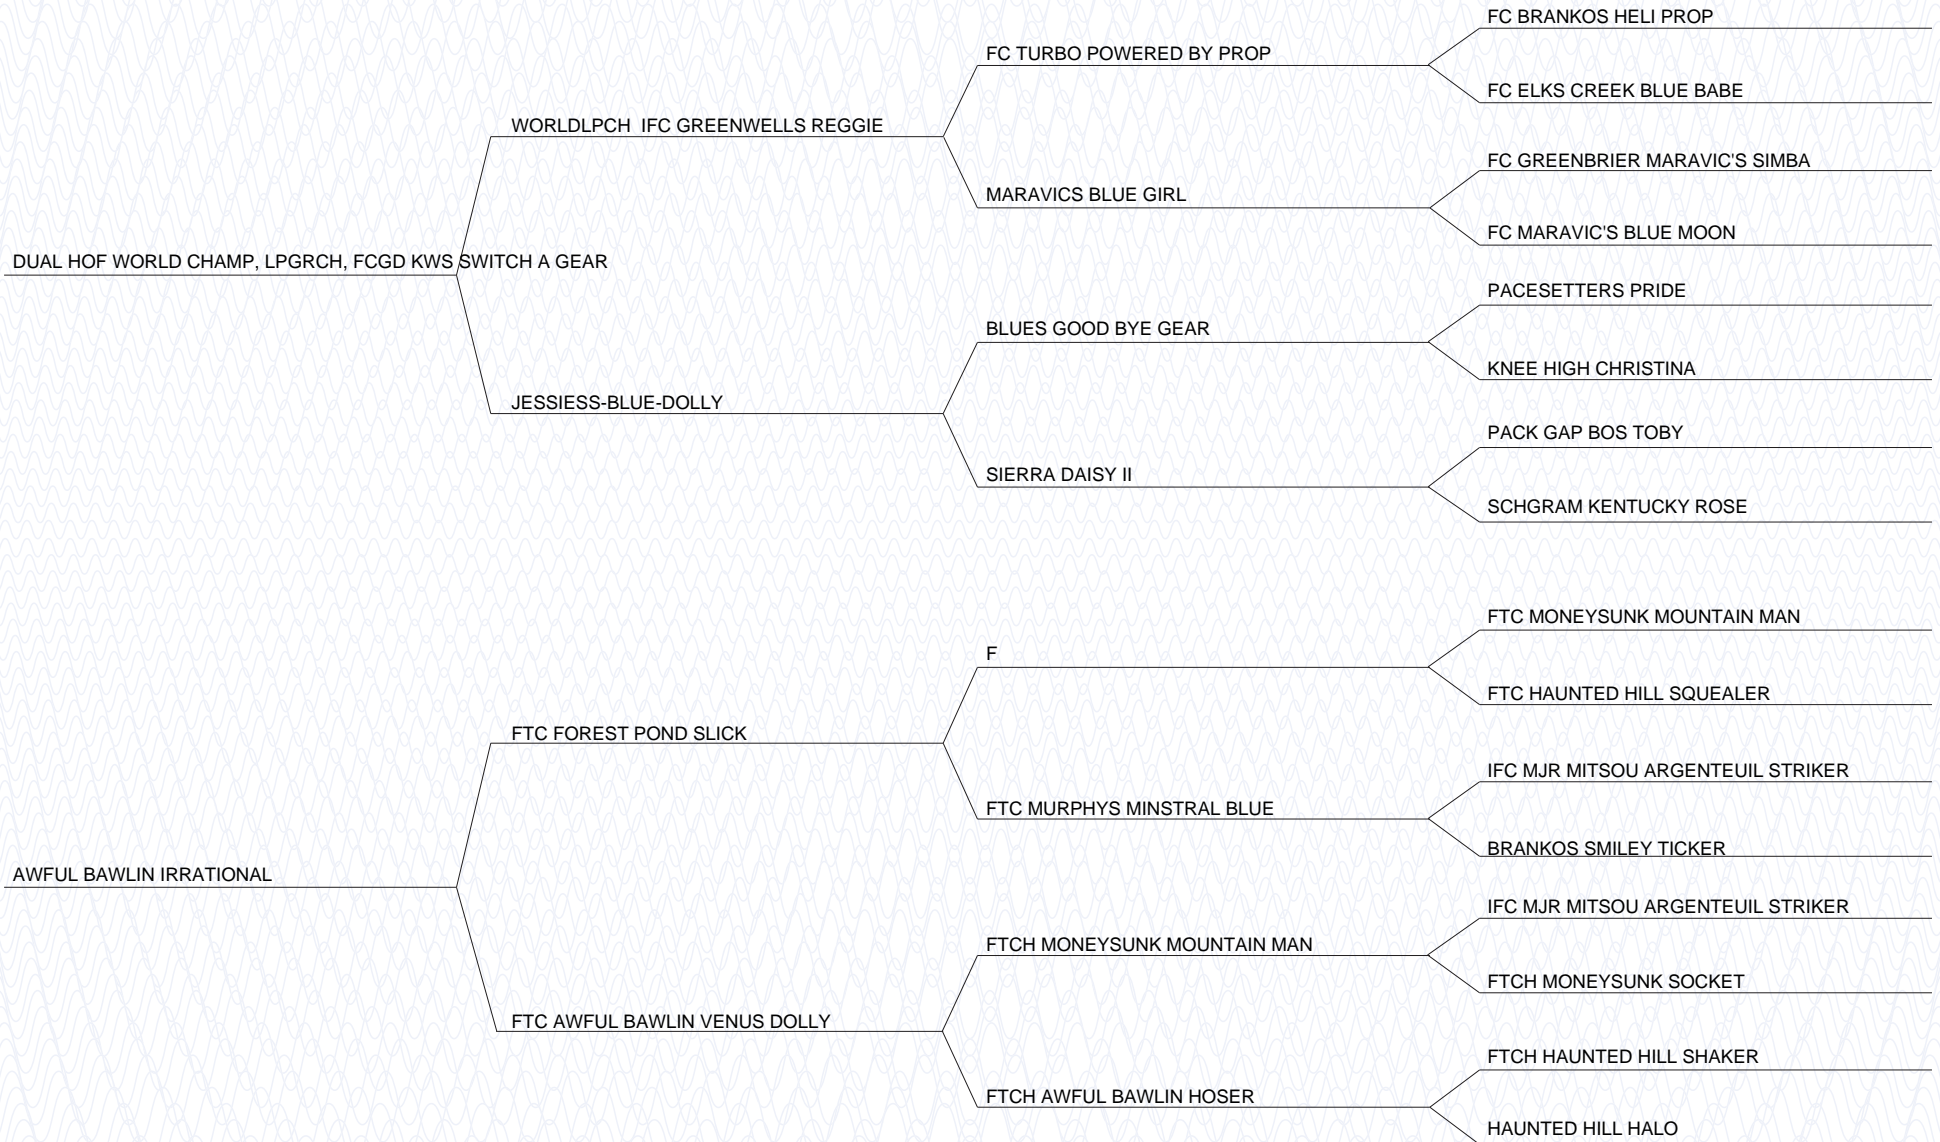 FC BRANKOS HELI PROP
FC TURBO POWERED BY PROP
FC ELKS CREEK BLUE BABE
WORLDLPCH  IFC GREENWELLS REGGIE
FC GREENBRIER MARAVIC'S SIMBA
MARAVICS BLUE GIRL
FC MARAVIC'S BLUE MOON
DUAL HOF WORLD CHAMP, LPGRCH, FCGD KWS SWITCH A GEAR
PACESETTERS PRIDE
BLUES GOOD BYE GEAR
KNEE HIGH CHRISTINA
JESSIESS-BLUE-DOLLY
PACK GAP BOS TOBY
SIERRA DAISY II
SCHGRAM KENTUCKY ROSE
FTC MONEYSUNK MOUNTAIN MAN
F
FTC HAUNTED HILL SQUEALER
FTC FOREST POND SLICK
IFC MJR MITSOU ARGENTEUIL STRIKER
FTC MURPHYS MINSTRAL BLUE
BRANKOS SMILEY TICKER
AWFUL BAWLIN IRRATIONAL
IFC MJR MITSOU ARGENTEUIL STRIKER
FTCH MONEYSUNK MOUNTAIN MAN
FTCH MONEYSUNK SOCKET
FTC AWFUL BAWLIN VENUS DOLLY
FTCH HAUNTED HILL SHAKER
FTCH AWFUL BAWLIN HOSER
HAUNTED HILL HALO